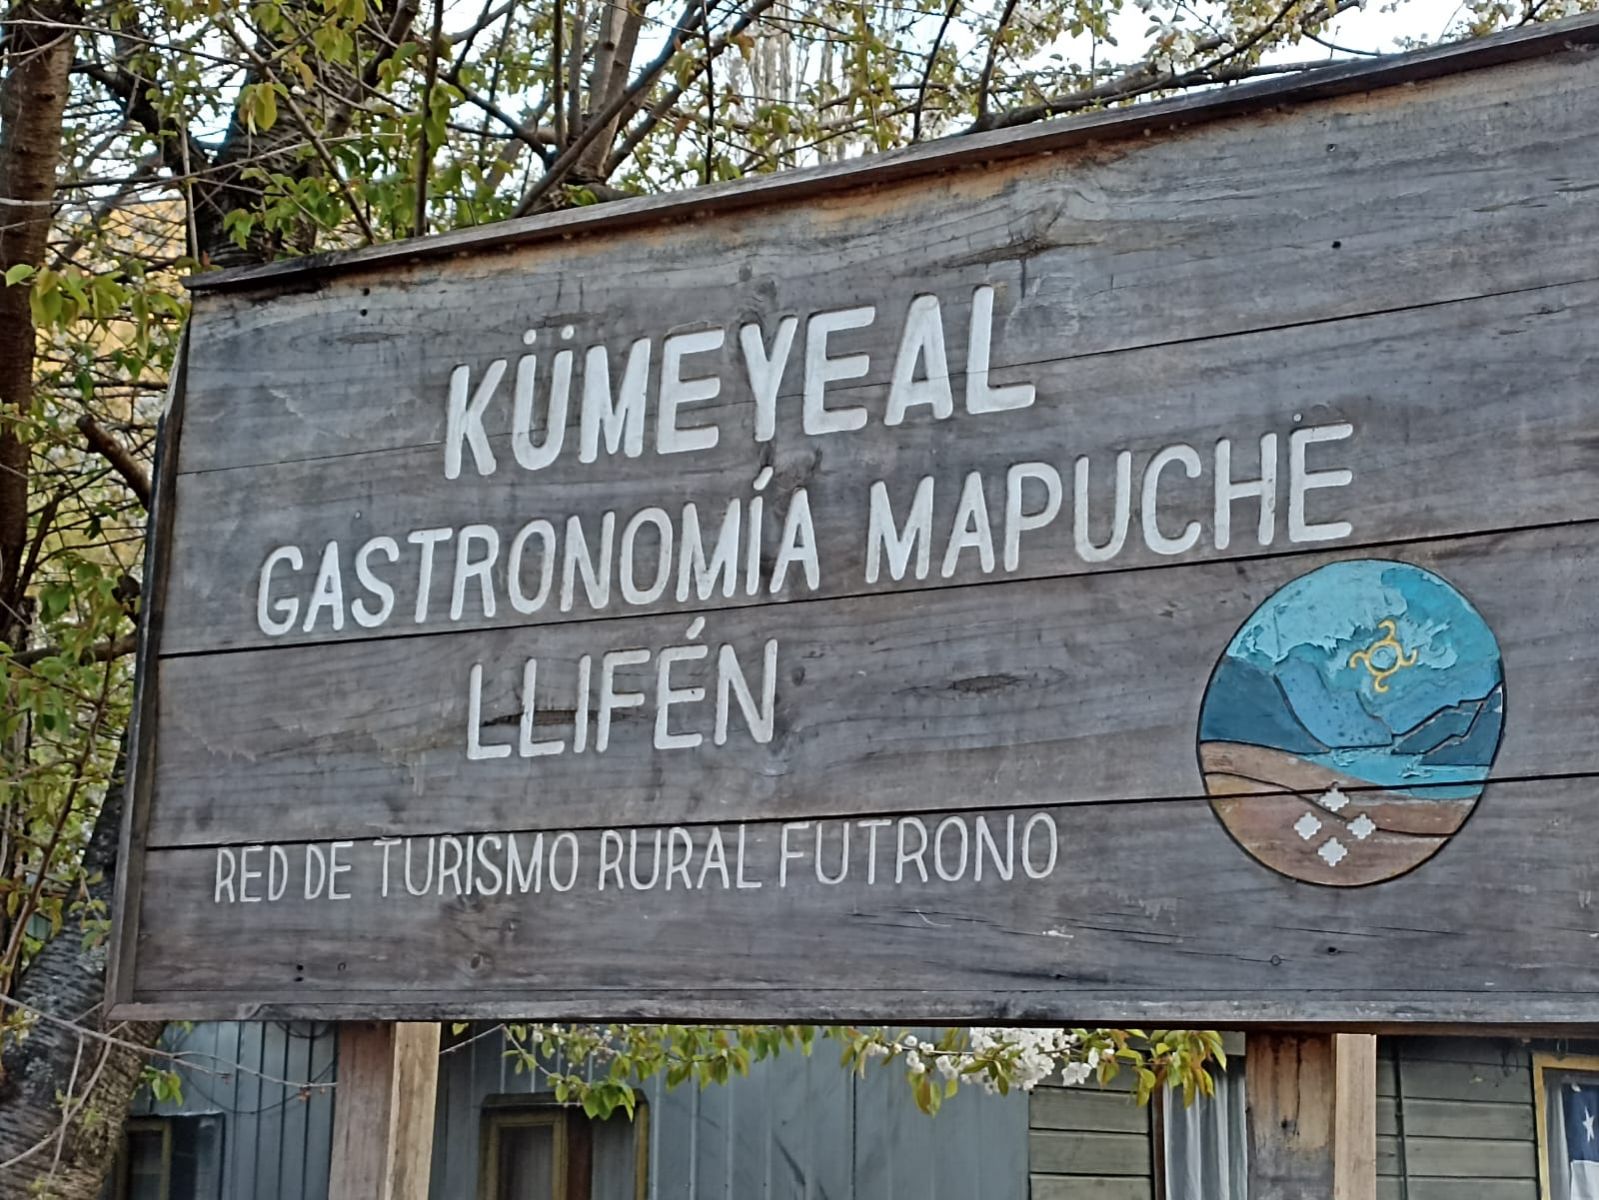 KÜMEYEAL
GASTRONOMÍA MAPUCHE
LLIFÉN
RED DE TURISMO RURAL FUTRONO